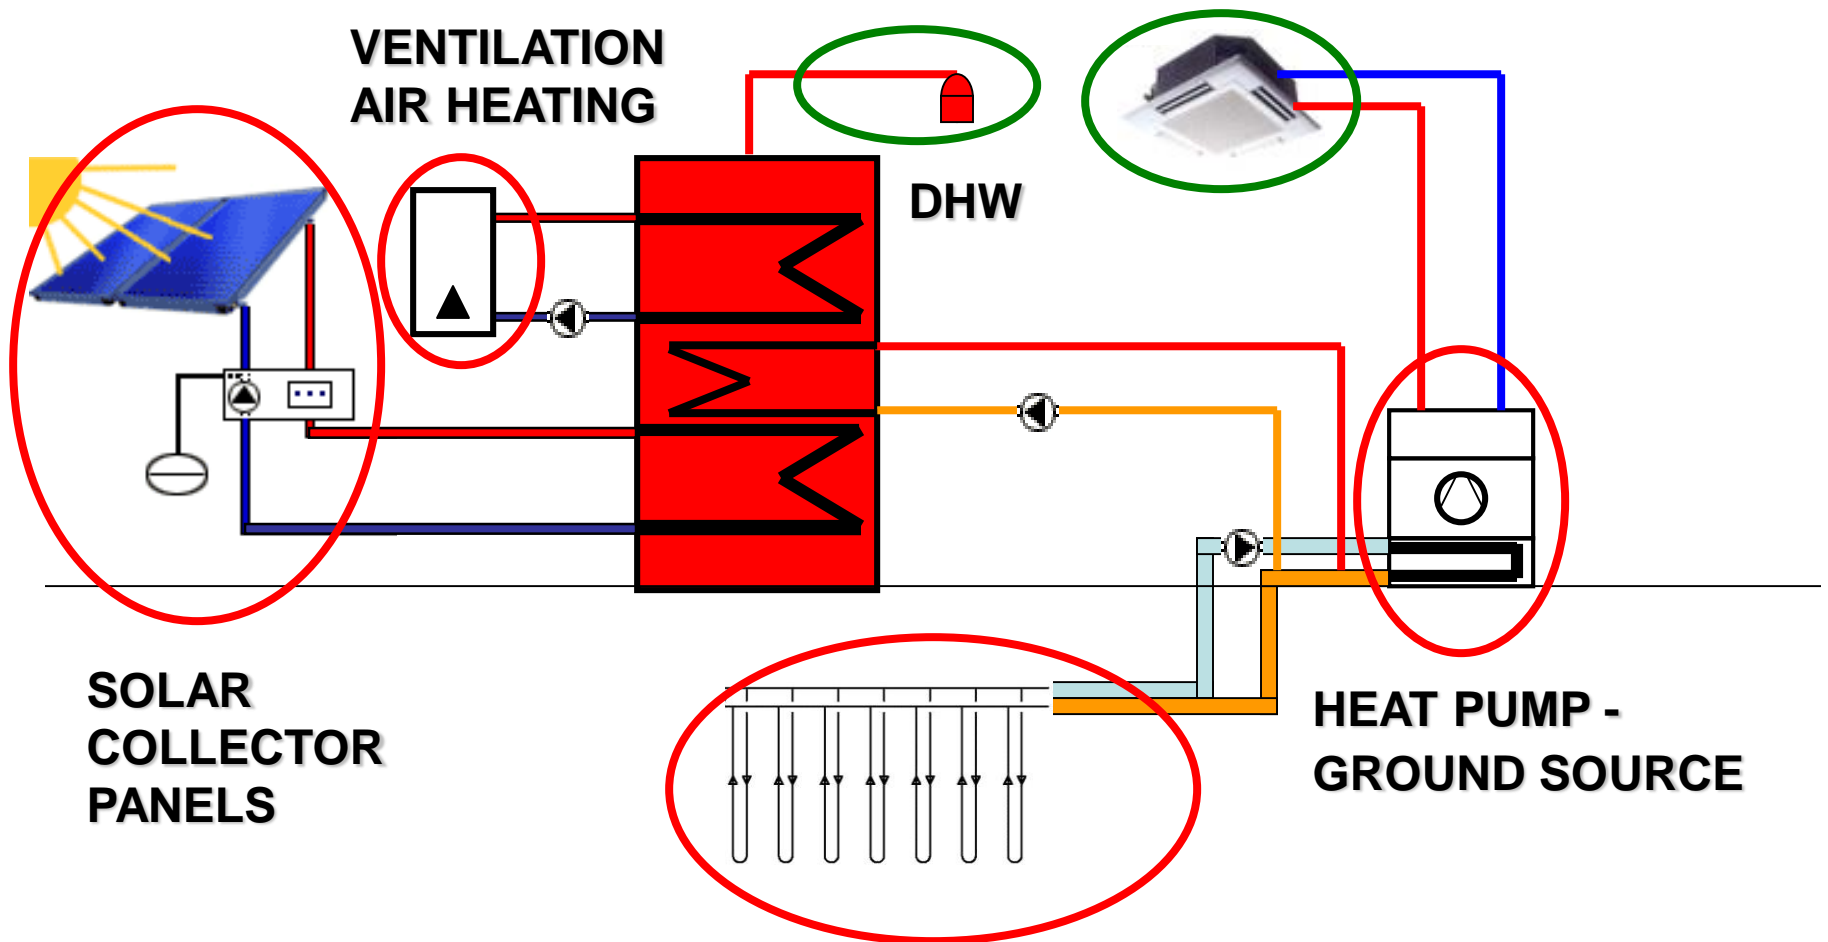 VENTILATION
AIR HEATING
DHW
SOLAR
COLLECTOR
PANELS
HEAT PUMP -
GROUND SOURCE